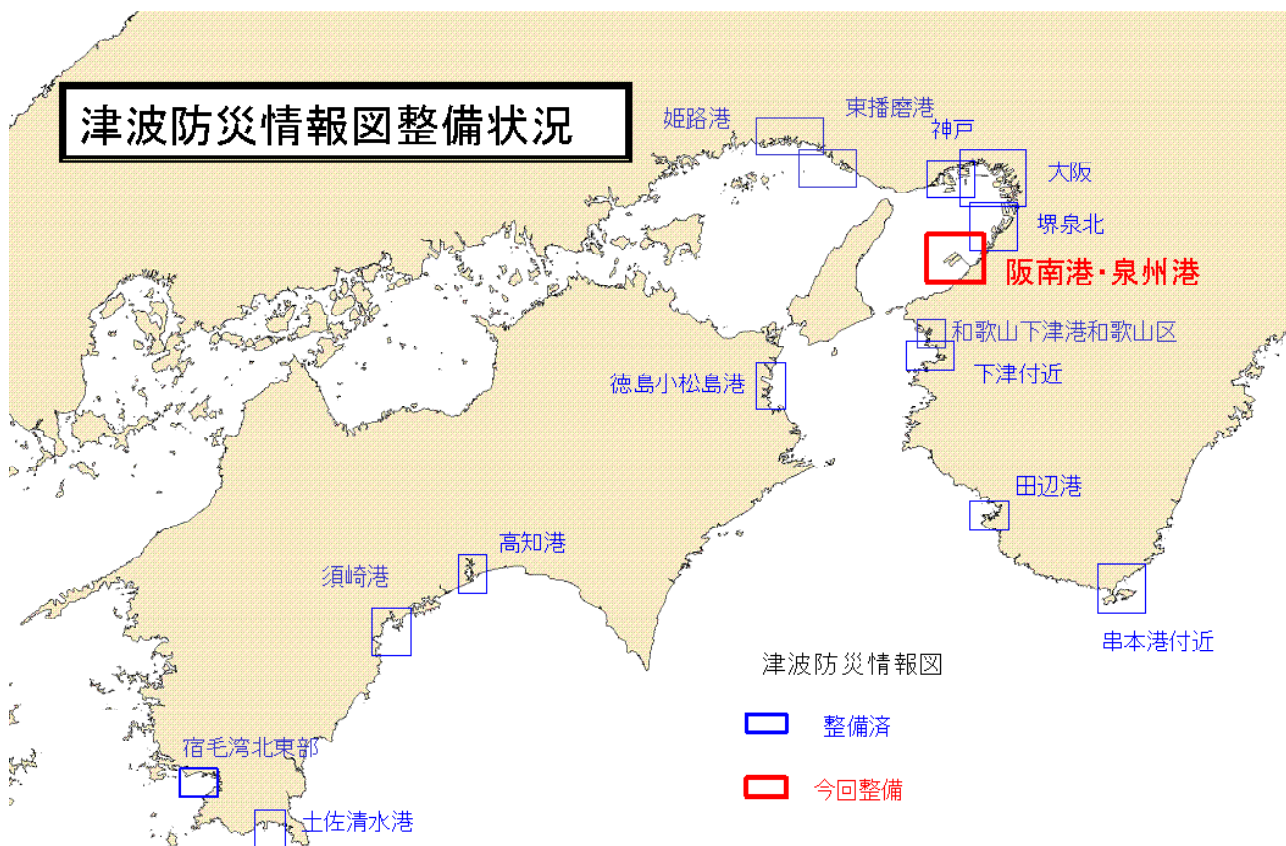 津波防災情報図整備状況
姫路港
東播磨港
神戸
大阪
堺泉北
阪南港・泉州港
和歌山下津港和歌山区
下津付近
徳島小松島港
田辺港
高知港
須崎港
串本港付近
宿毛湾北東部
土佐清水港
津波防災情報図
整備済
今回整備